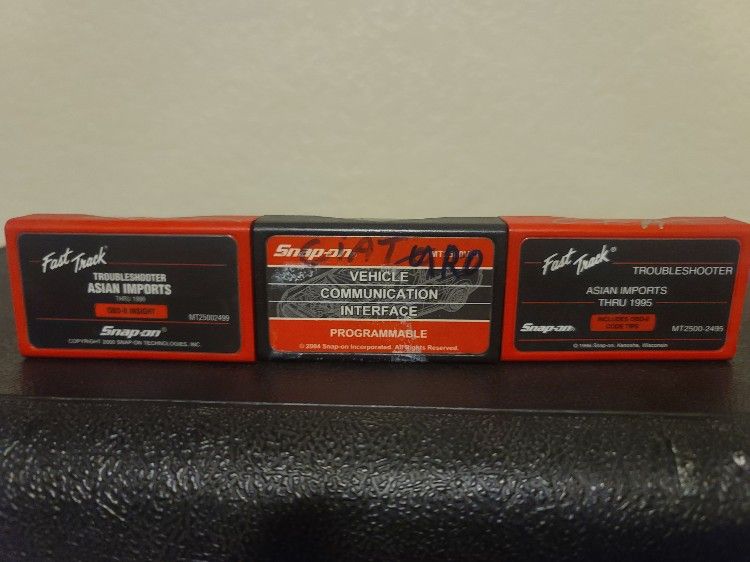 Fast Track
TROUBLESHOOTER
ASIAN IMPORTS
THRU 1999
OBD-II INSIGHT
MT25002499
Snap-on®
COPYRIGHT 2000 SNAP-ON TECHNOLOGIES, INC.
Snap-on
VEHICLE
COMMUNICATION
INTERFACE
PROGRAMMABLE
© 2004 Snap-on Incorporated. All Rights Reserved.
Fast Track®
TROUBLESHOOTER
ASIAN IMPORTS
THRU 1995
INCLUDES OBD-II
CODE TIPS
Snap-on
MT2500-2495
© 1996 Snap-on, Kenosha, Wisconsin